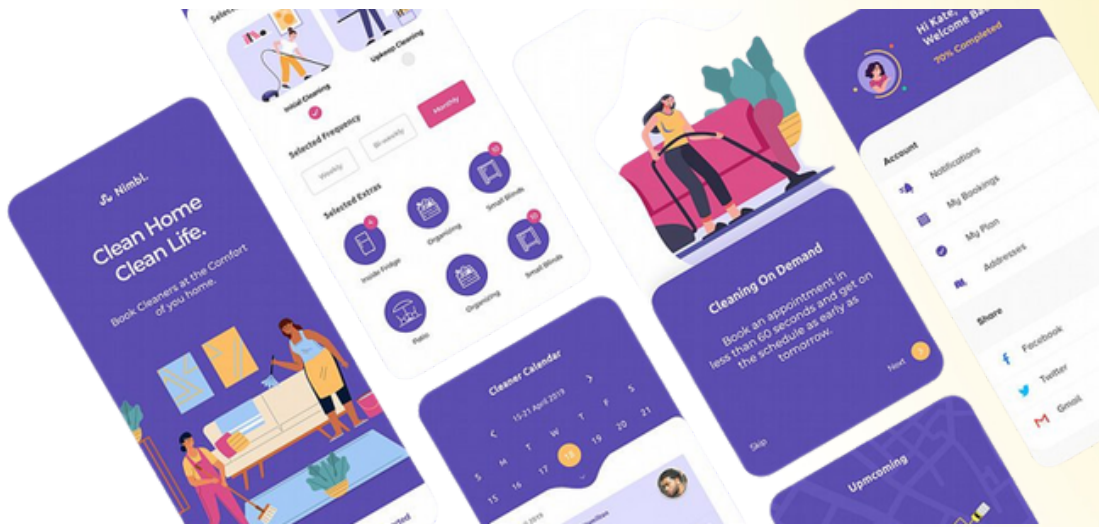 Nimbl.
Clean Home
Clean Life.
Book Cleaners at the Comfort
of you home.
Initial Cleaning
Upkeep Cleaning
Selected Frequency
Weekly
Bi-weekly
Monthly
Selected Extras
Inside Fridge
Organizing
Small Blinds
Patio
Organizing
Small Blinds
Cleaner Calendar
15-21 April 2019
S M T W T F S
15 16 17 18 19 20 21
Cleaning On Demand
Book an appointment in
less than 60 seconds and get on
the schedule as early as
tomorrow.
Skip
Next
Upmcoming
Hi Kate,
Welcome
70% Completed
Account
Notifications
My Bookings
My Plan
Addresses
Share
Facebook
Twitter
Gmail